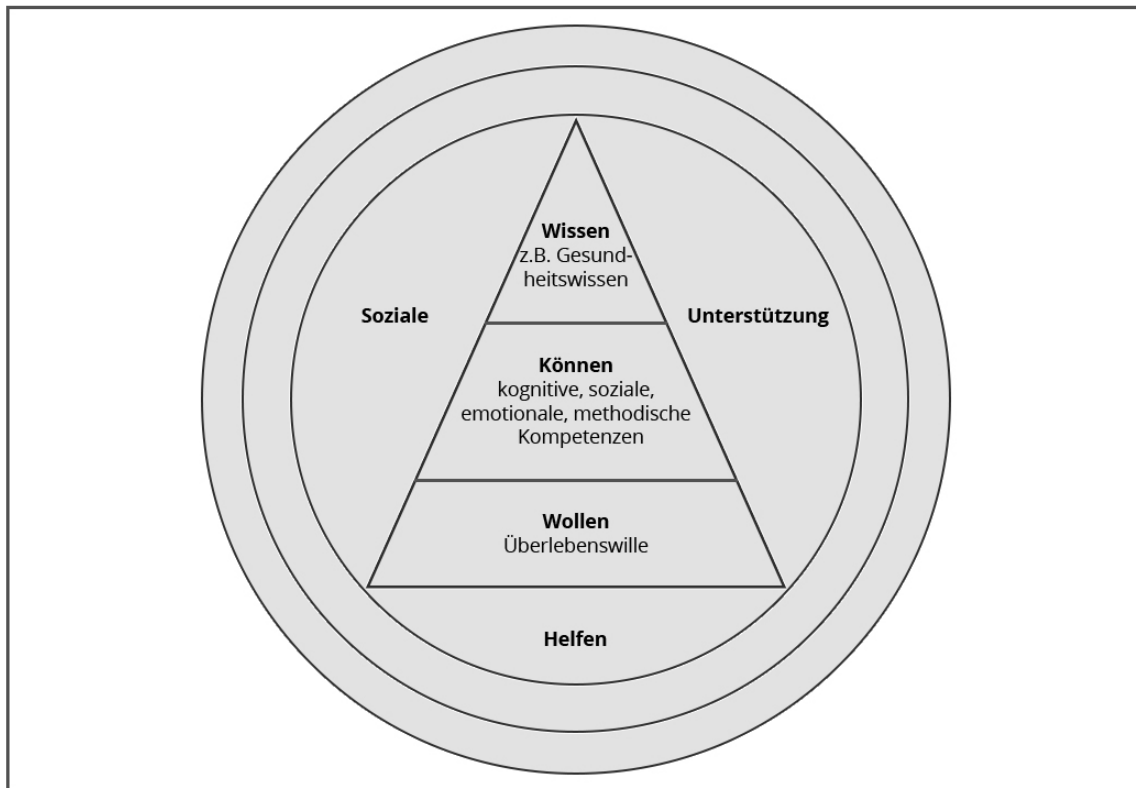 Wissen
z.B. Gesund-
heitswissen
Soziale
Unterstützung
Können
kognitive, soziale,
emotionale, methodische
Kompetenzen
Wollen
Überlebenswille
Helfen